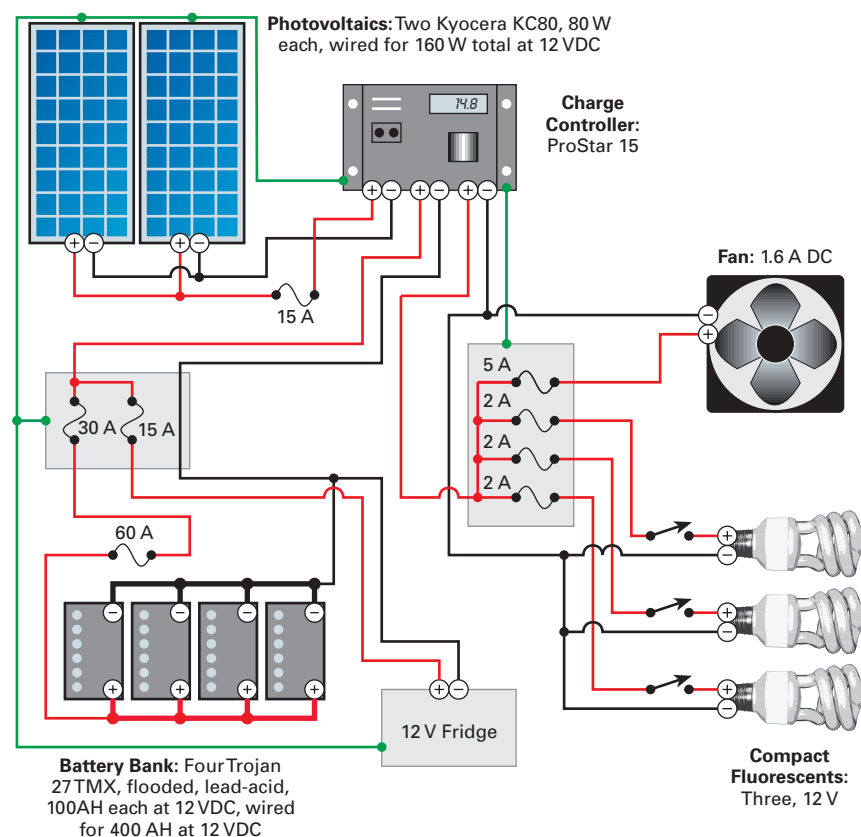 Photovoltaics: Two Kyocera KC80, 80 W
each, wired for 160 W total at 12 VDC
14.8
Charge
Controller:
ProStar 15
+ − + − + −
+ − + −
15 A
Fan: 1.6 A DC
−
+
5 A
2 A
2 A
2 A
30 A 15 A
60 A
− − − −
+ + + +
+ −
12 V Fridge
+
−
+
−
+
−
Battery Bank: Four Trojan
27 TMX, flooded, lead-acid,
100AH each at 12 VDC, wired
for 400 AH at 12 VDC
Compact
Fluorescents:
Three, 12 V